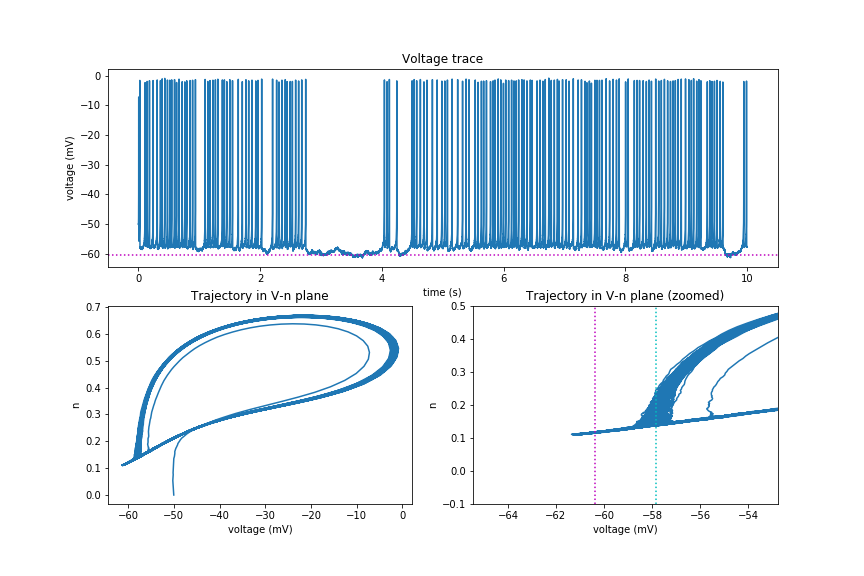 Voltage trace
voltage (mV)
0
−10
−20
−30
−40
−50
−60
0 2 4 6 8 10
time (s)
Trajectory in V-n plane
n
0.7
0.6
0.5
0.4
0.3
0.2
0.1
0.0
−60 −50 −40 −30 −20 −10 0
voltage (mV)
Trajectory in V-n plane (zoomed)
n
0.5
0.4
0.3
0.2
0.1
0.0
−0.1
−64 −62 −60 −58 −56 −54
voltage (mV)